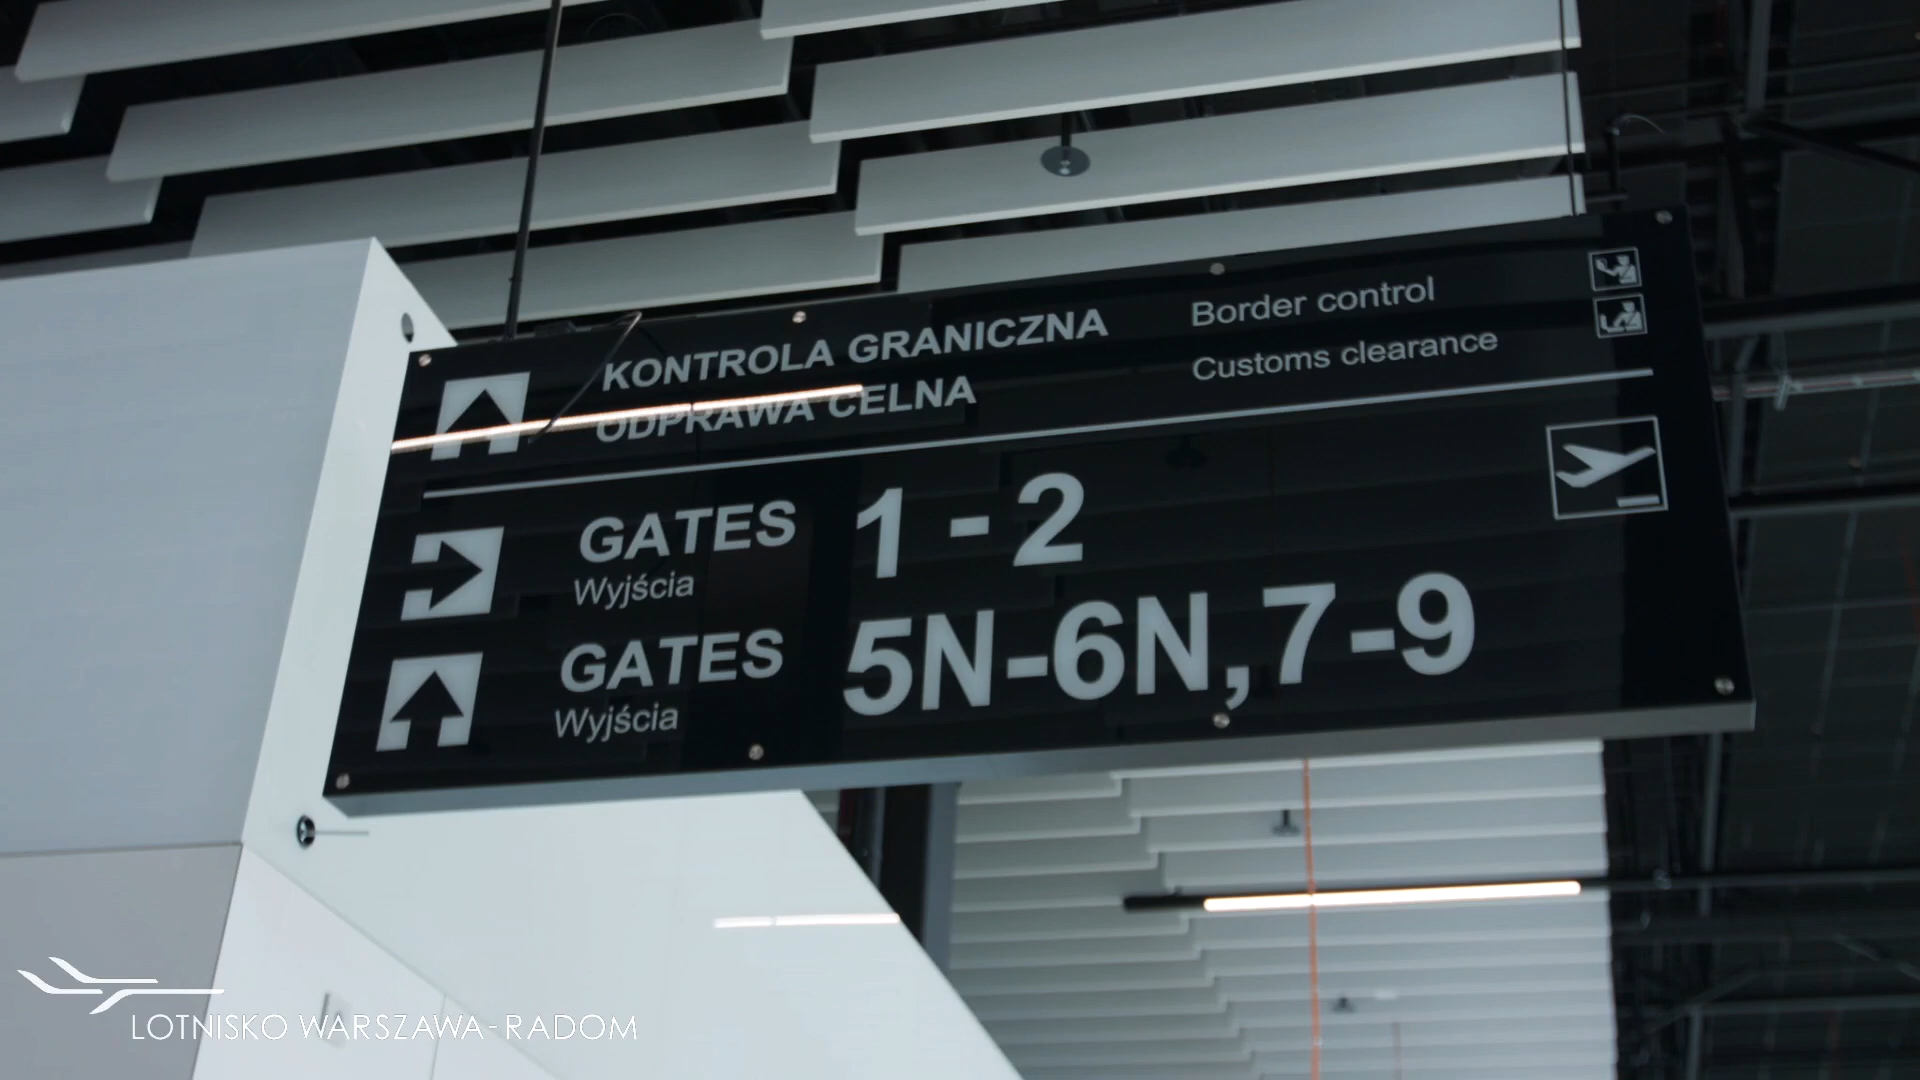 KONTROLA GRANICZNA Border control
ODPRAWA CELNA Customs clearance
GATES 1 - 2
Wyjścia
GATES 5N-6N,7-9
Wyjścia
LOTNISKO WARSZAWA-RADOM